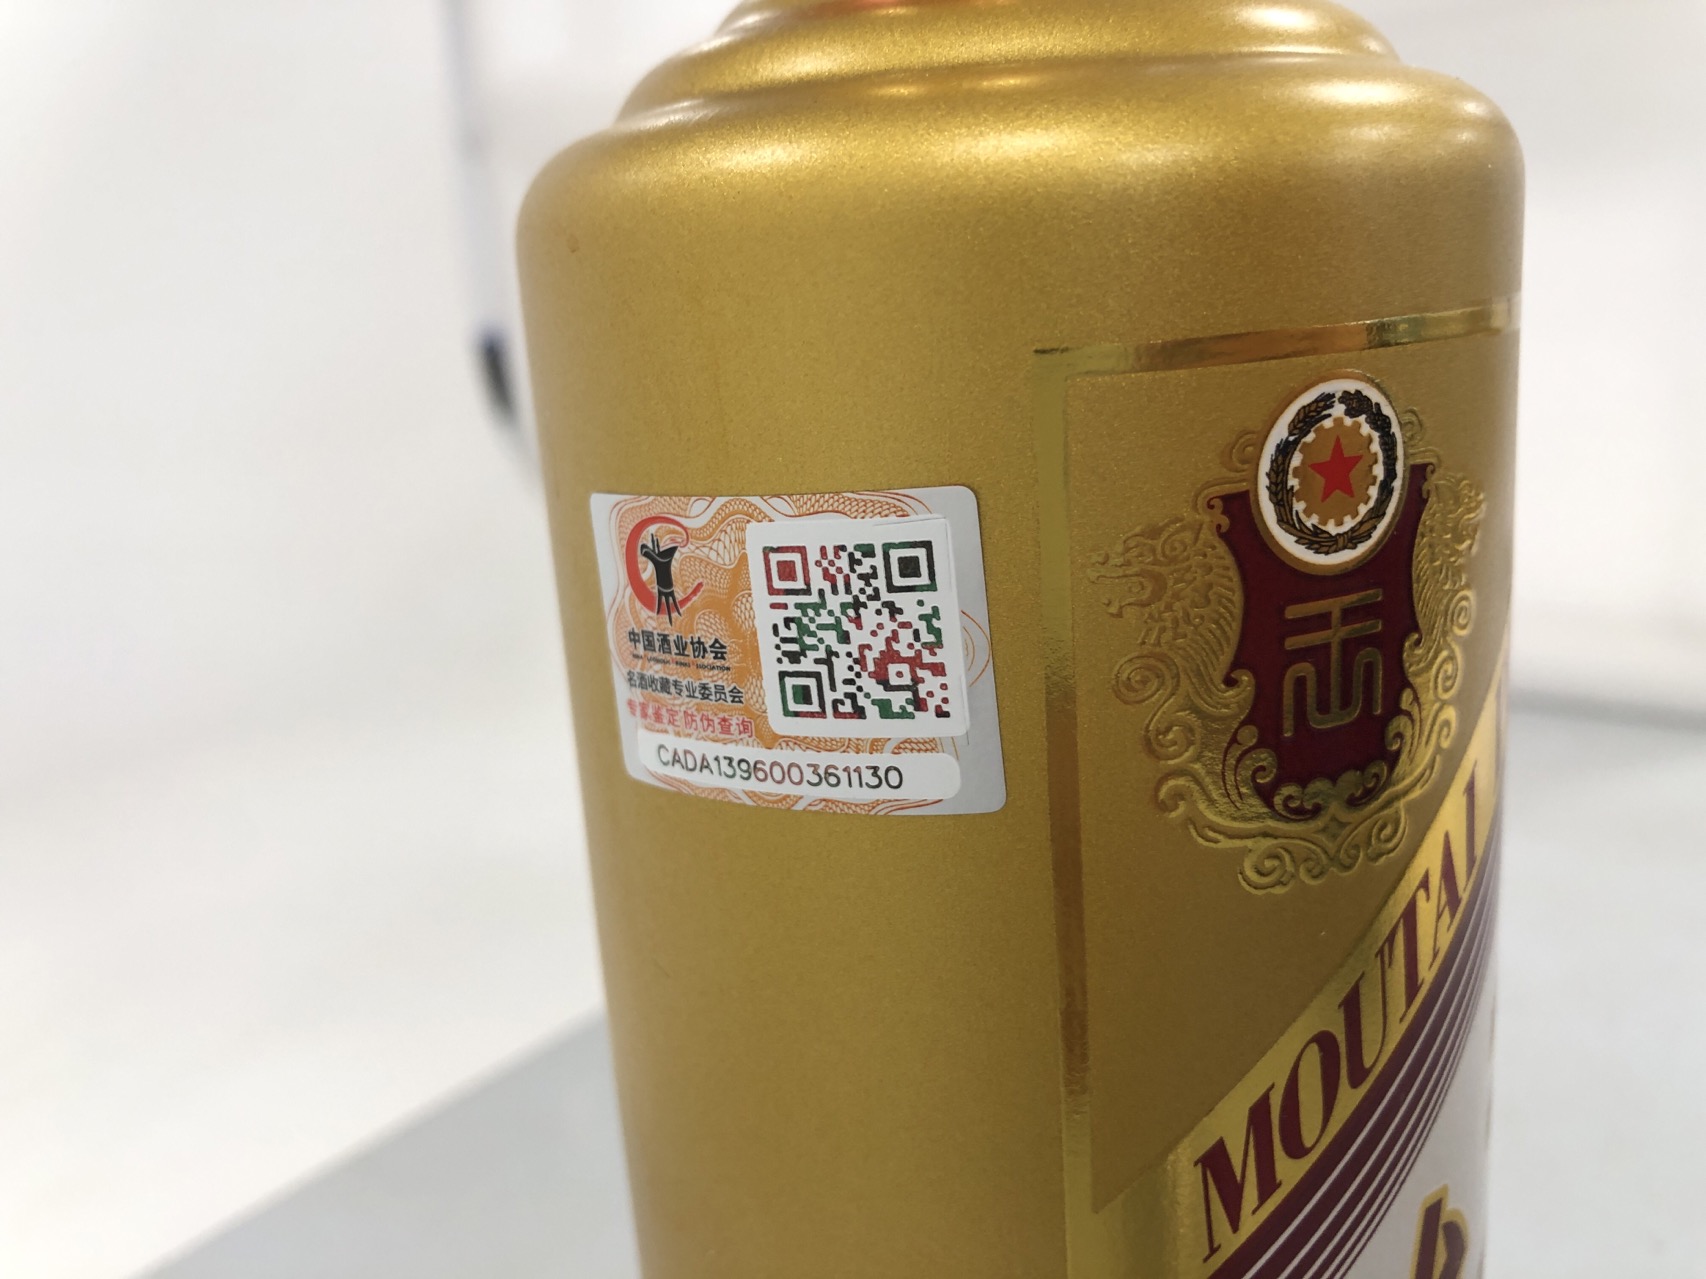 中国酒业协会
名酒收藏专业委员会
专家鉴定防伪查询
CADA139600361130
MOUTAI